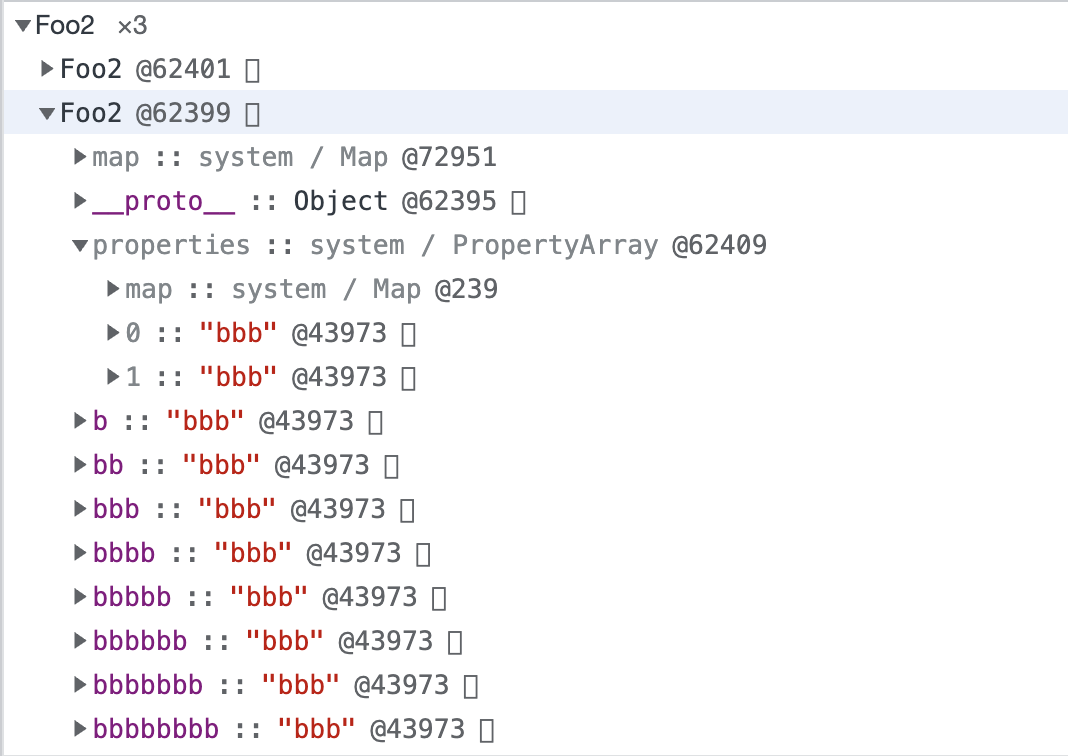 Foo2 ×3
Foo2 @62401
Foo2 @62399
map :: system / Map @72951
__proto__ :: Object @62395
properties :: system / PropertyArray @62409
map :: system / Map @239
0 :: "bbb" @43973
1 :: "bbb" @43973
b :: "bbb" @43973
bb :: "bbb" @43973
bbb :: "bbb" @43973
bbbb :: "bbb" @43973
bbbbb :: "bbb" @43973
bbbbbb :: "bbb" @43973
bbbbbbb :: "bbb" @43973
bbbbbbbb :: "bbb" @43973